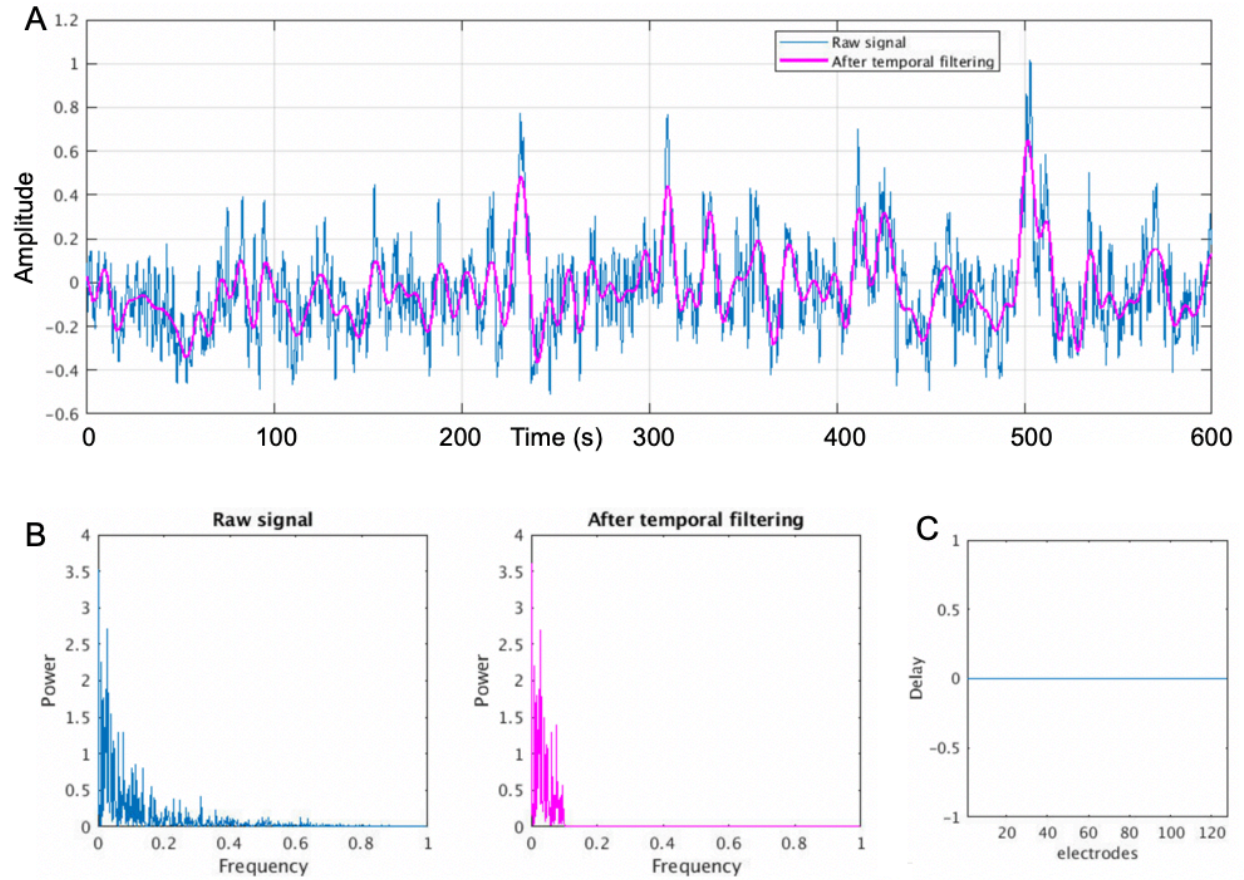 A
1.2
1
0.8
0.6
0.4
0.2
0
−0.2
−0.4
−0.6
Amplitude
Raw signal
After temporal filtering
0 100 200 Time (s) 300 400 500 600
B
Raw signal
4
3.5
3
2.5
2
1.5
1
0.5
0
Power
0 0.2 0.4 0.6 0.8 1
Frequency
After temporal filtering
4
3.5
3
2.5
2
1.5
1
0.5
0
Power
0 0.2 0.4 0.6 0.8 1
Frequency
C
1
0.5
0
−0.5
−1
Delay
20 40 60 80 100 120
electrodes